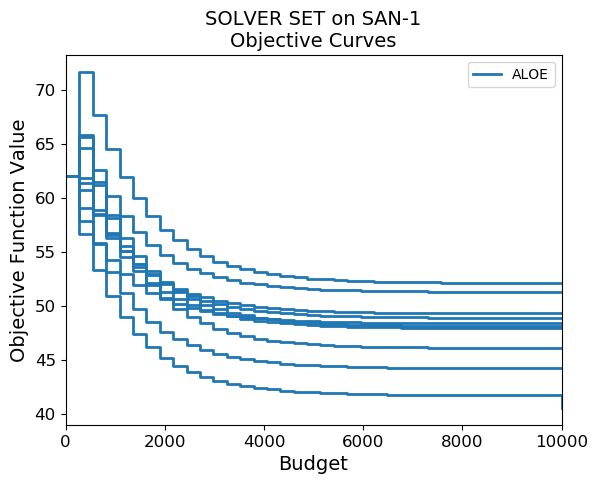 SOLVER SET on SAN-1
Objective Curves
ALOE
Objective Function Value
70
65
60
55
50
45
40
0 2000 4000 6000 8000 10000
Budget